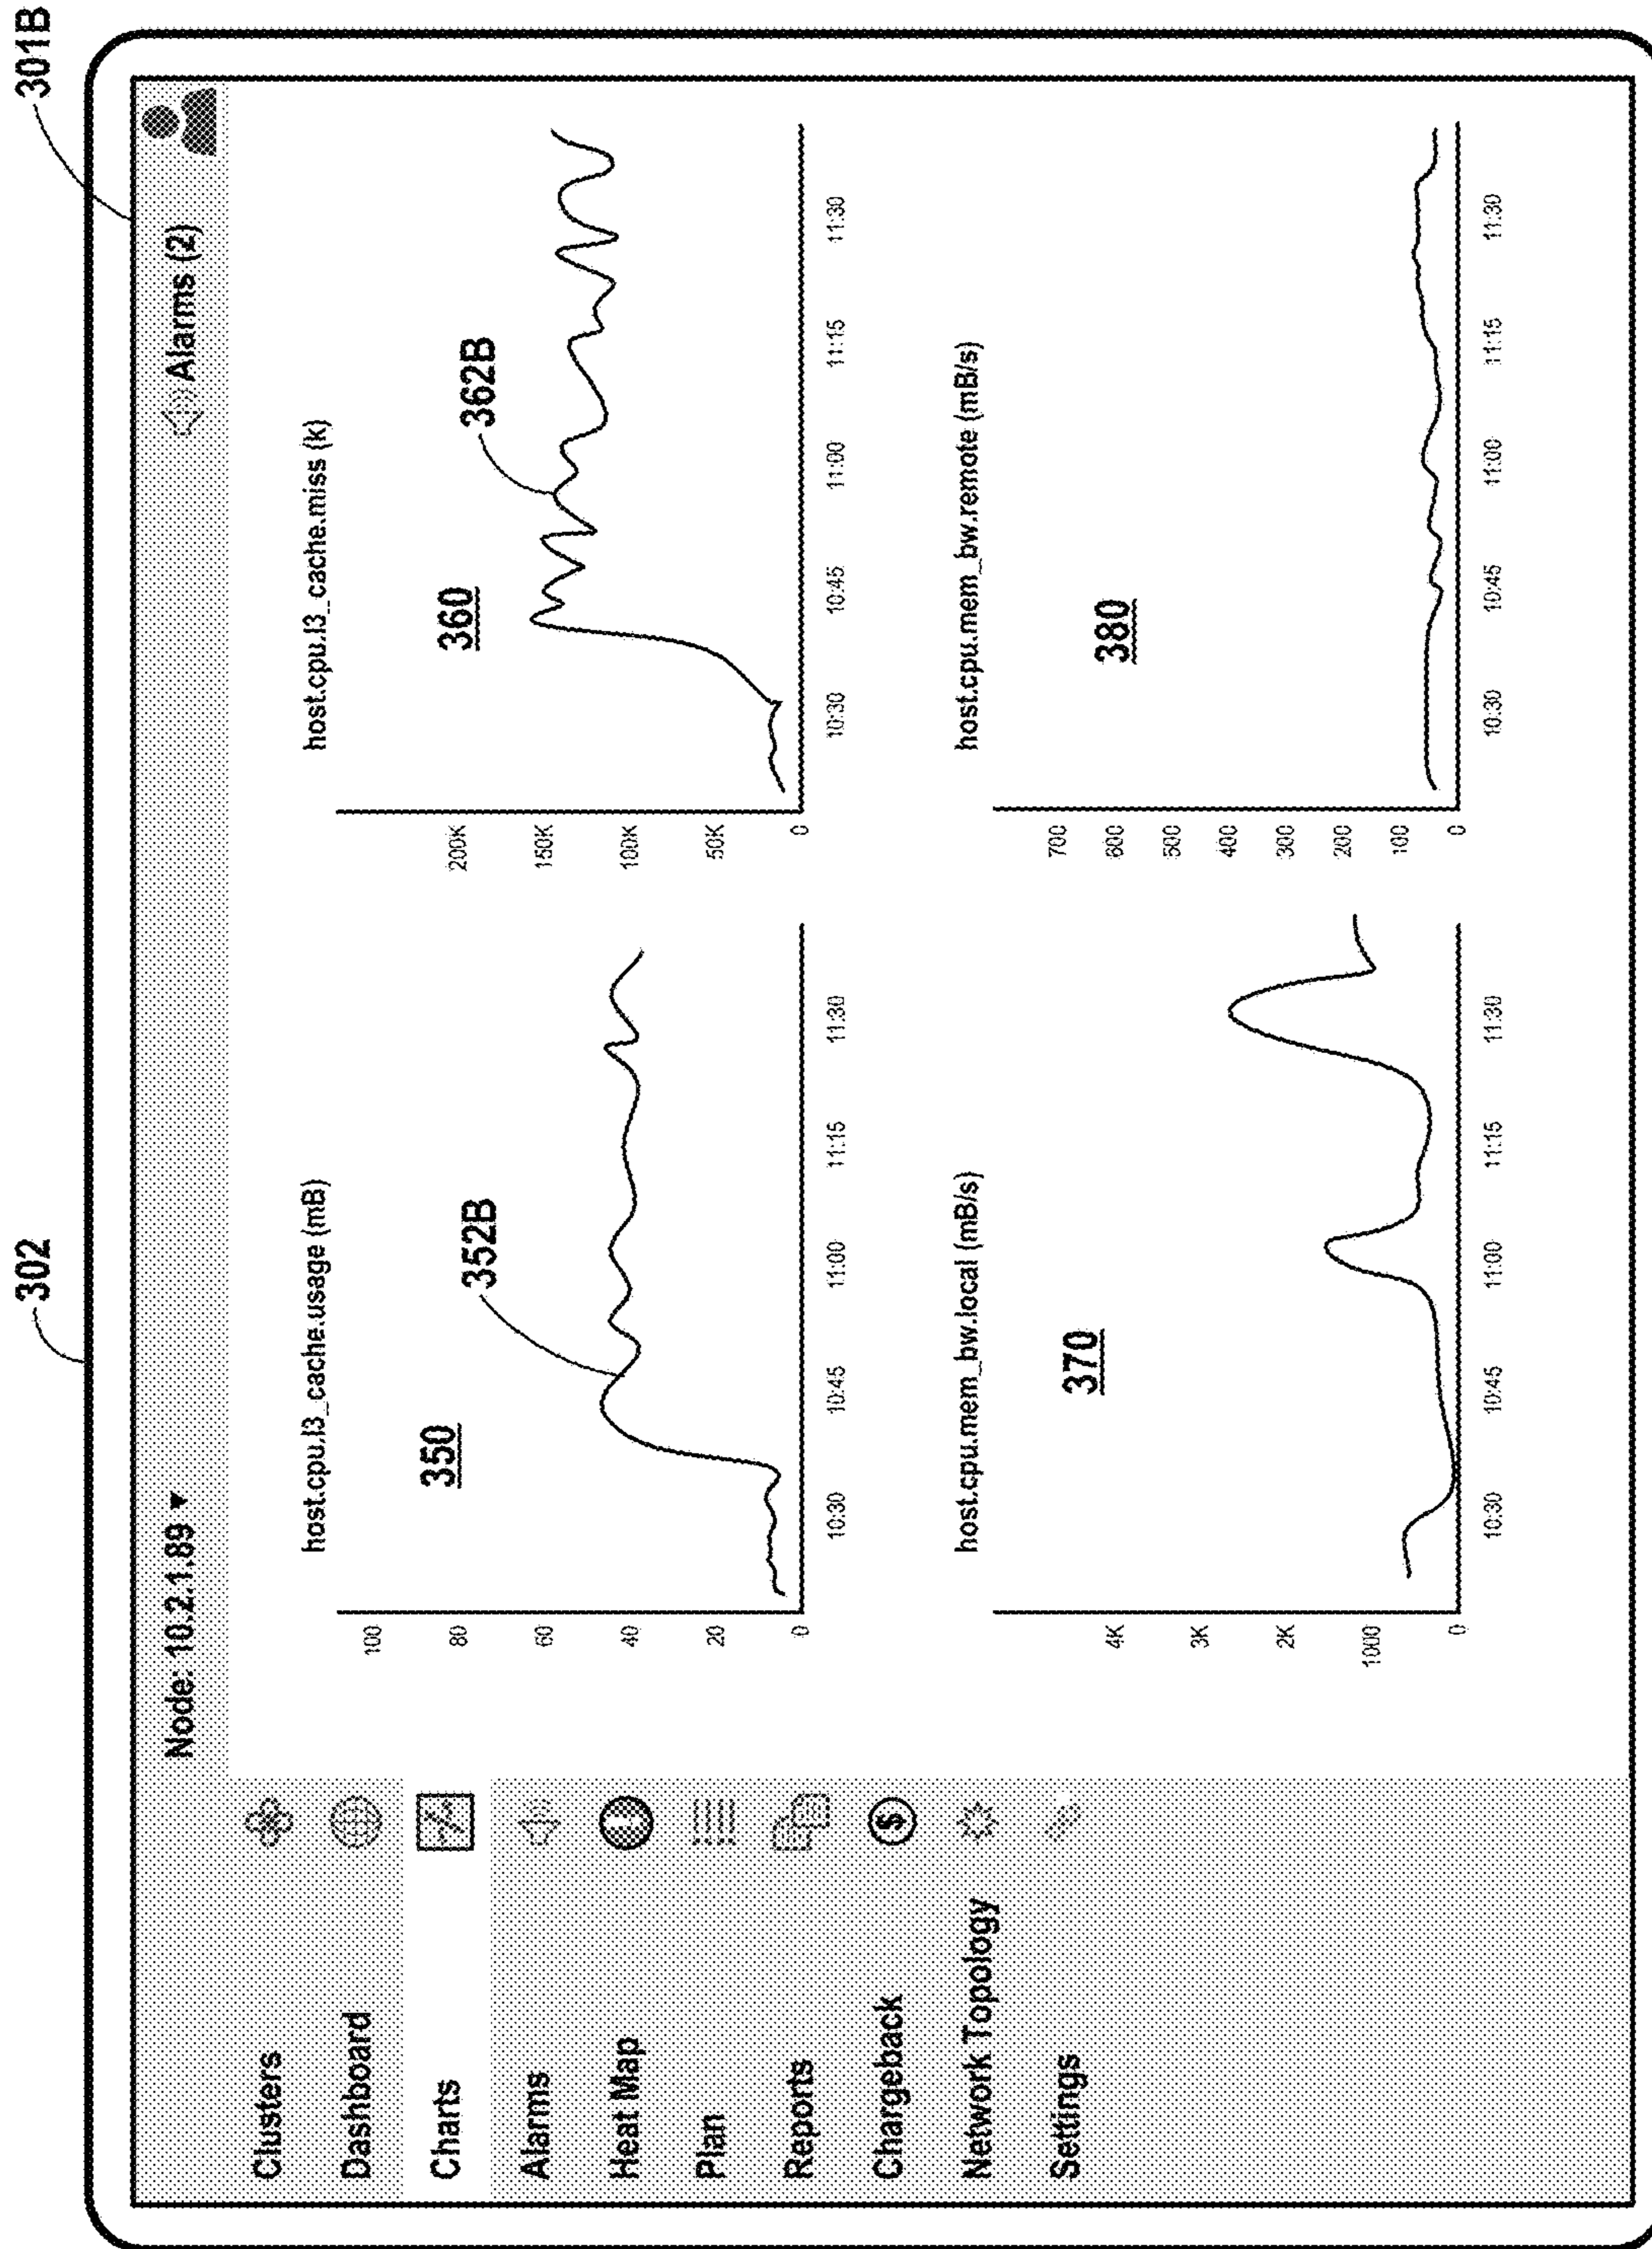 302
301B
Node: 10.2.1.89 ▼
Alarms (2)
Clusters
Dashboard
Charts
Alarms
Heat Map
Plan
Reports
Chargeback
$
Network Topology
Settings
host.cpu.l3_cache.usage (mB)
100
80
60
40
20
0
350
352B
10:30
10:45
11:00
11:15
11:30
host.cpu.l3_cache.miss (k)
200K
150K
100K
50K
0
360
362B
10:30
10:45
11:00
11:15
11:30
host.cpu.mem_bw.local (mB/s)
4K
3K
2K
1000
0
370
10:30
10:45
11:00
11:15
11:30
host.cpu.mem_bw.remote (mB/s)
700
600
500
400
300
200
100
0
380
10:30
10:45
11:00
11:15
11:30